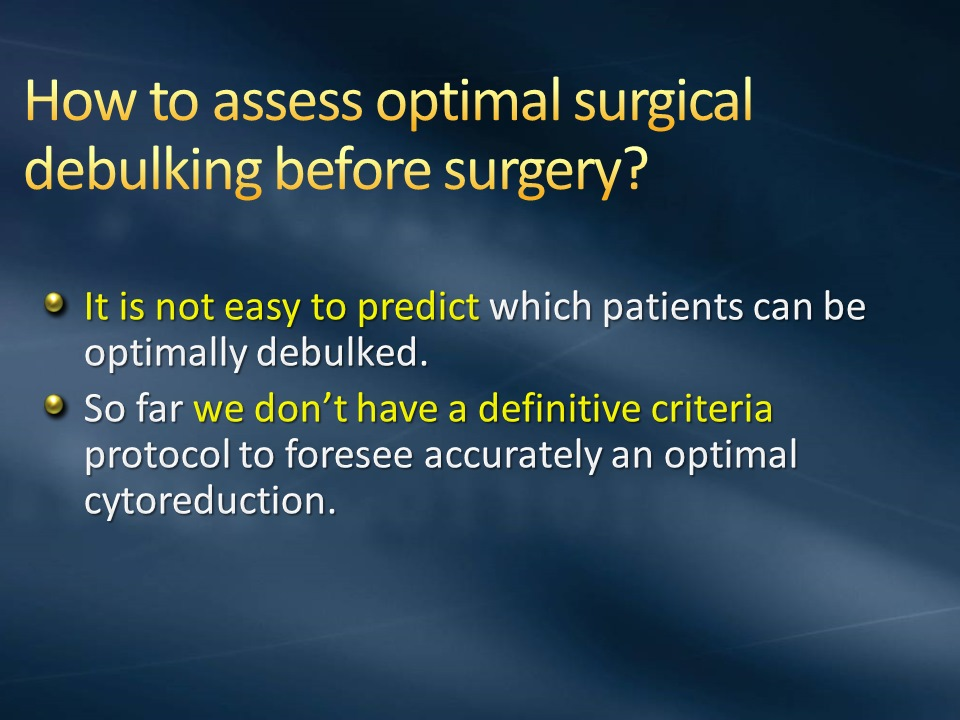 How to assess optimal surgical
debulking before surgery?
It is not easy to predict which patients can be
optimally debulked.
So far we don’t have a definitive criteria
protocol to foresee accurately an optimal
cytoreduction.